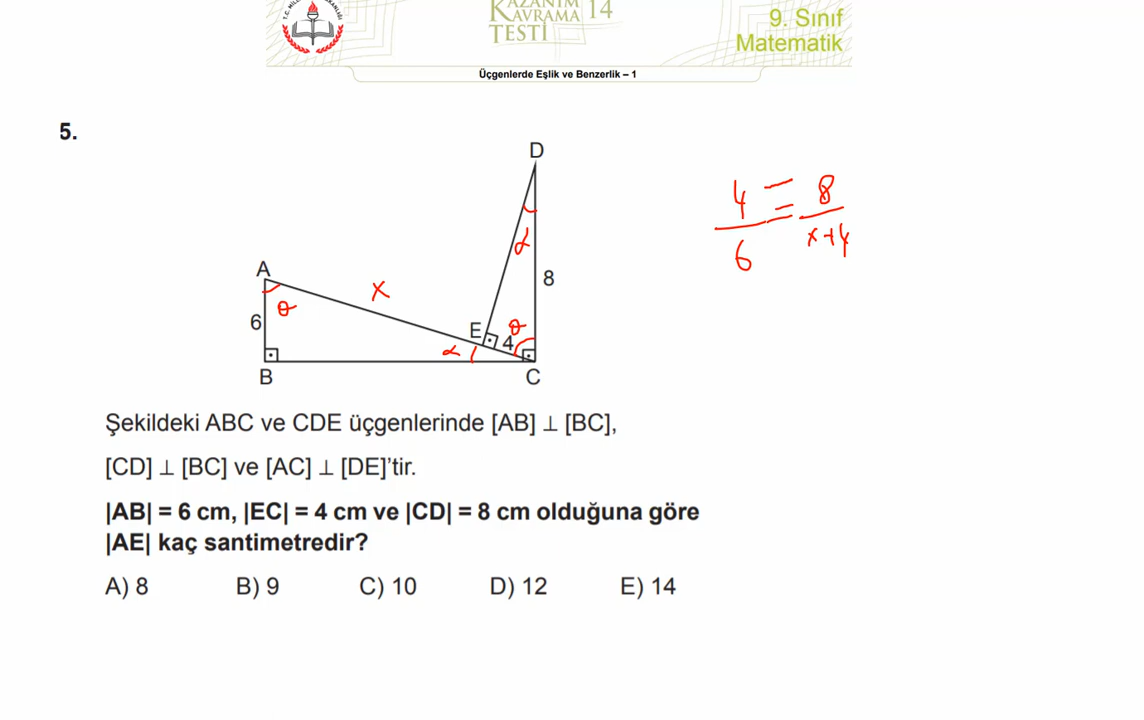 KAZANIM
KAVRAMA 14
TESTİ
9. Sınıf
Matematik
Üçgenlerde Eşlik ve Benzerlik – 1
5.
D
4 = 8
6 x+4
α
A
8
x
θ
6
E
θ
4
α
B
C
Şekildeki ABC ve CDE üçgenlerinde [AB] ⊥ [BC],
[CD] ⊥ [BC] ve [AC] ⊥ [DE]'tir.
|AB| = 6 cm, |EC| = 4 cm ve |CD| = 8 cm olduğuna göre
|AE| kaç santimetredir?
A) 8 B) 9 C) 10 D) 12 E) 14